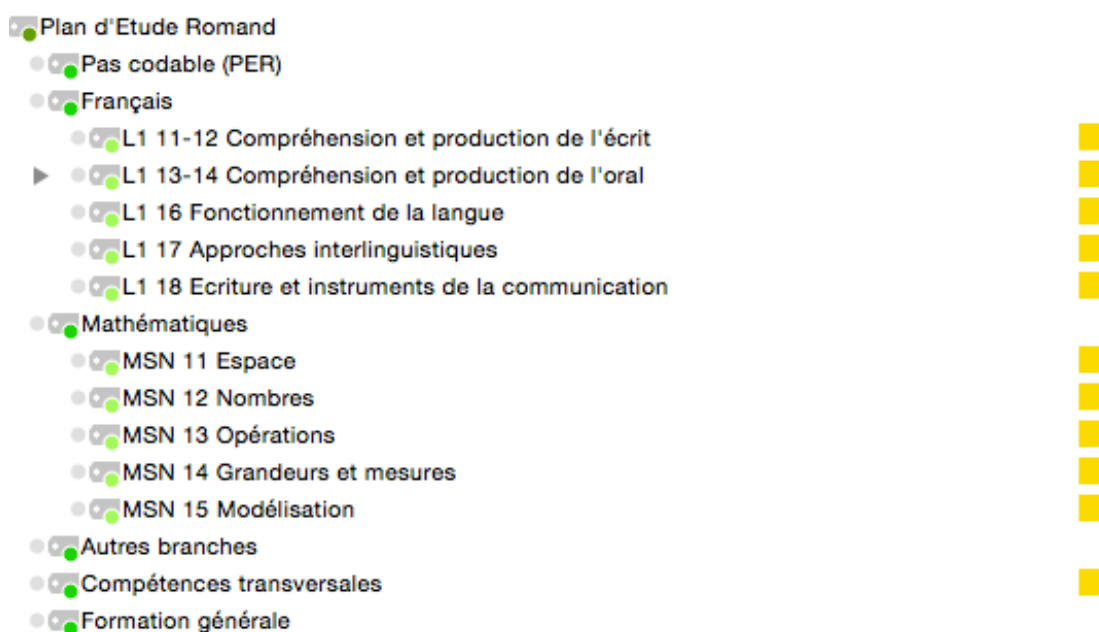 Plan d'Etude Romand
Pas codable (PER)
Français
L1 11-12 Compréhension et production de l'écrit
L1 13-14 Compréhension et production de l'oral
L1 16 Fonctionnement de la langue
L1 17 Approches interlinguistiques
L1 18 Ecriture et instruments de la communication
Mathématiques
MSN 11 Espace
MSN 12 Nombres
MSN 13 Opérations
MSN 14 Grandeurs et mesures
MSN 15 Modélisation
Autres branches
Compétences transversales
Formation générale